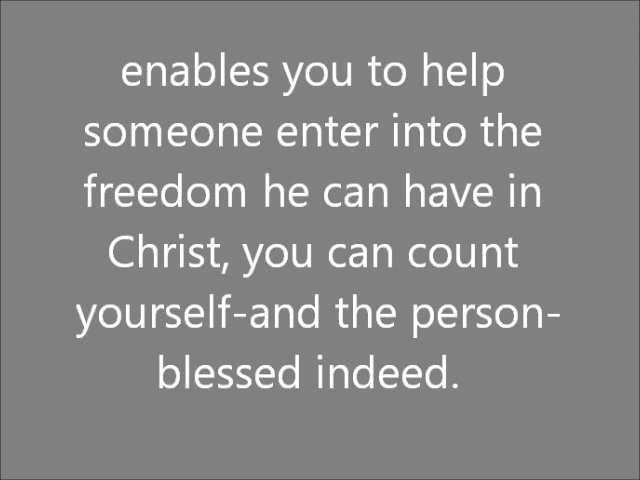 enables you to help
someone enter into the
freedom he can have in
Christ, you can count
yourself-and the person-
blessed indeed.